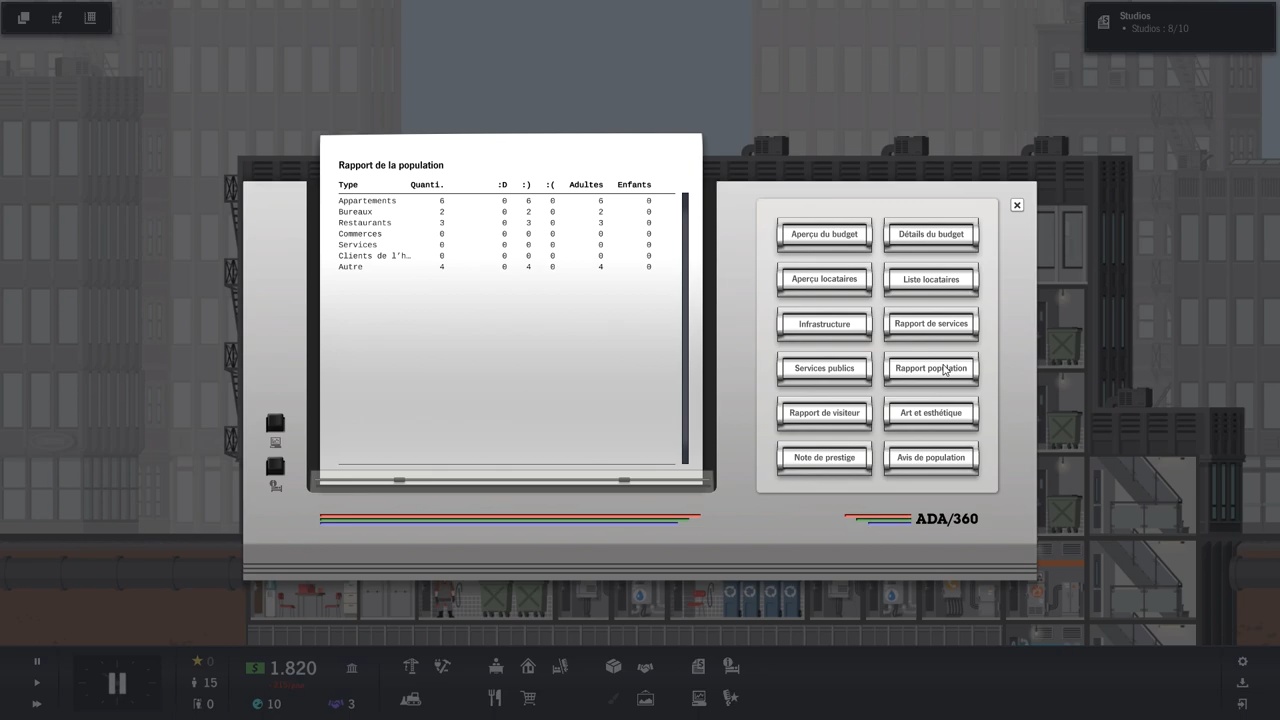 Studios
• Studios : 8/10
Rapport de la population
Type Quanti. :D :) :( Adultes Enfants
Appartements 6 0 6 0 6 0
Bureaux 2 0 2 0 2 0
Restaurants 3 0 3 0 3 0
Commerces 0 0 0 0 0 0
Services 0 0 0 0 0 0
Clients de l'h… 0 0 0 0 0 0
Autre 4 0 4 0 4 0
Aperçu du budget
Détails du budget
Aperçu locataires
Liste locataires
Infrastructure
Rapport de services
Services publics
Rapport population
Rapport de visiteur
Art et esthétique
Note de prestige
Avis de population
ADA/360
0
15
0
1.820
10
3